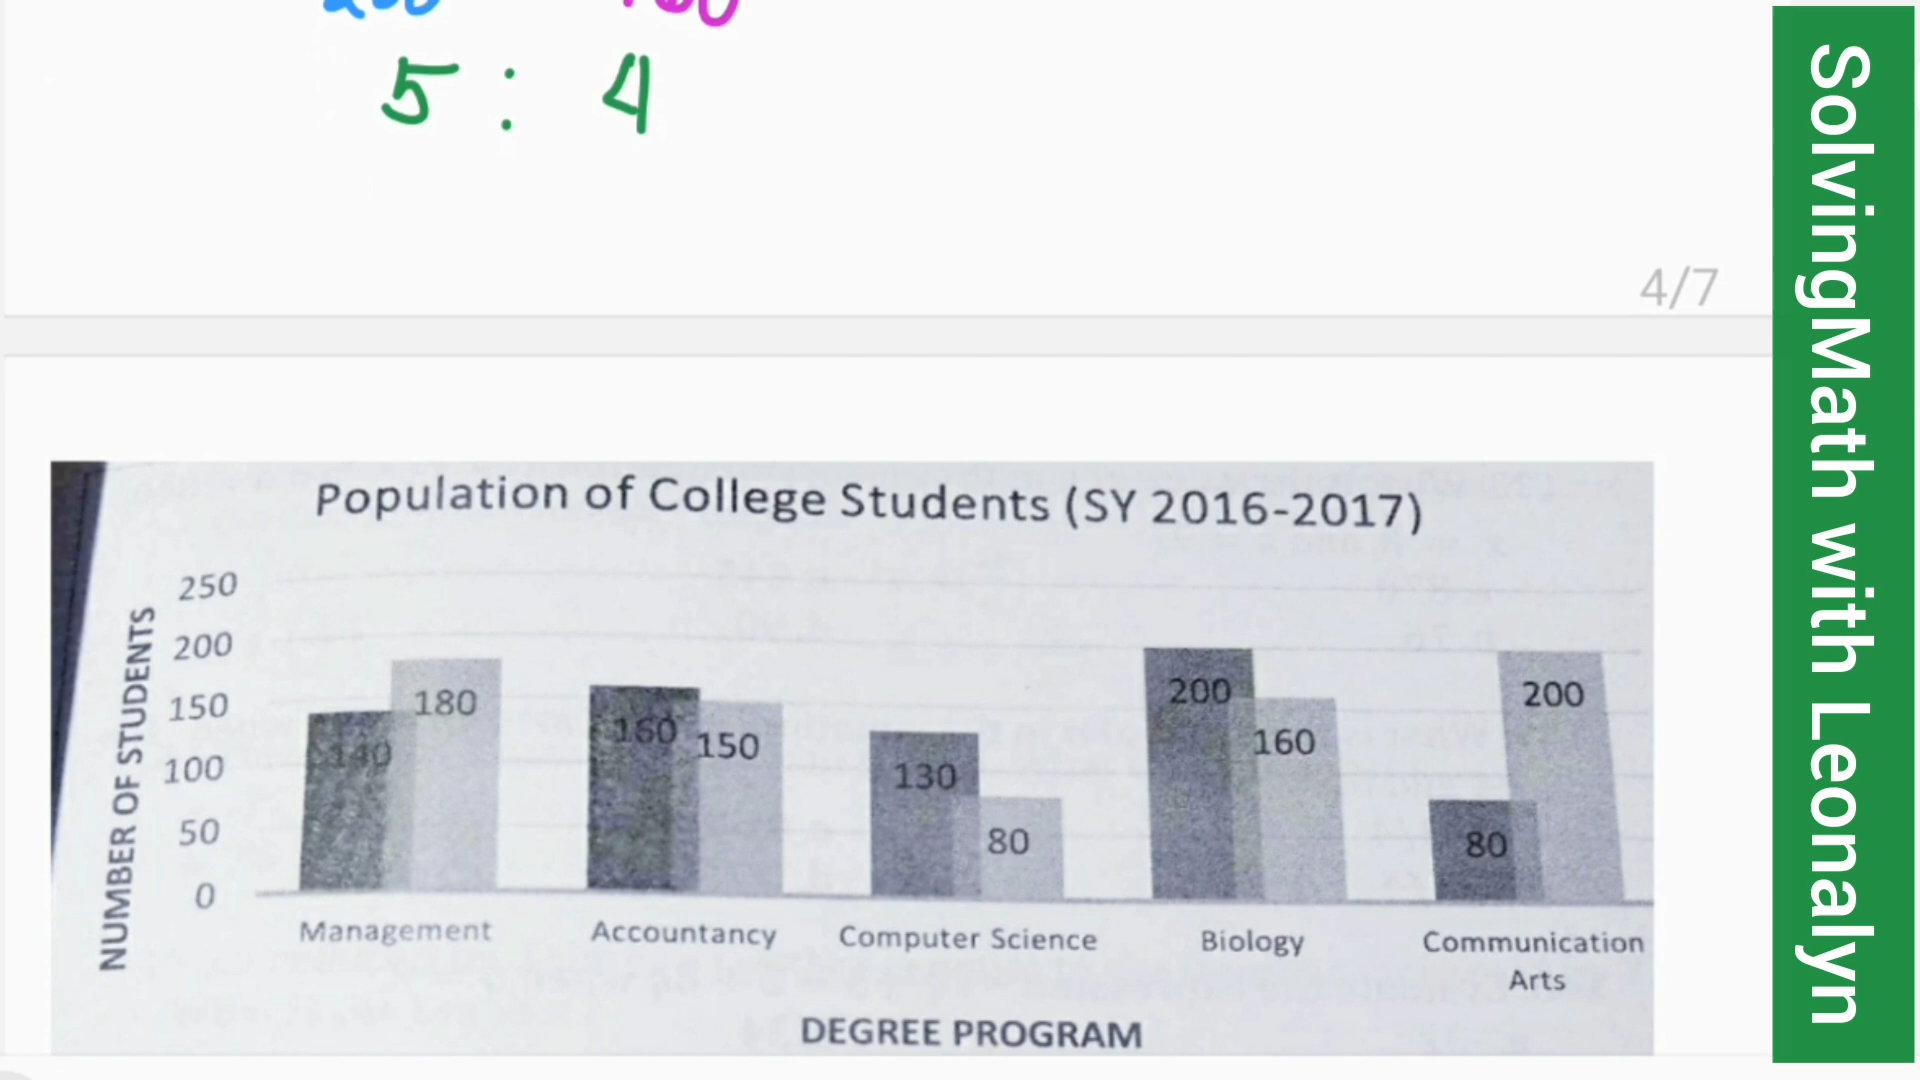 5 : 4
4/7
Population of College Students (SY 2016-2017)
NUMBER OF STUDENTS
250
200
150
100
50
0
140
180
160
150
130
80
200
160
80
200
Management
Accountancy
Computer Science
Biology
Communication
Arts
DEGREE PROGRAM
SolvingMath with Leonalyn